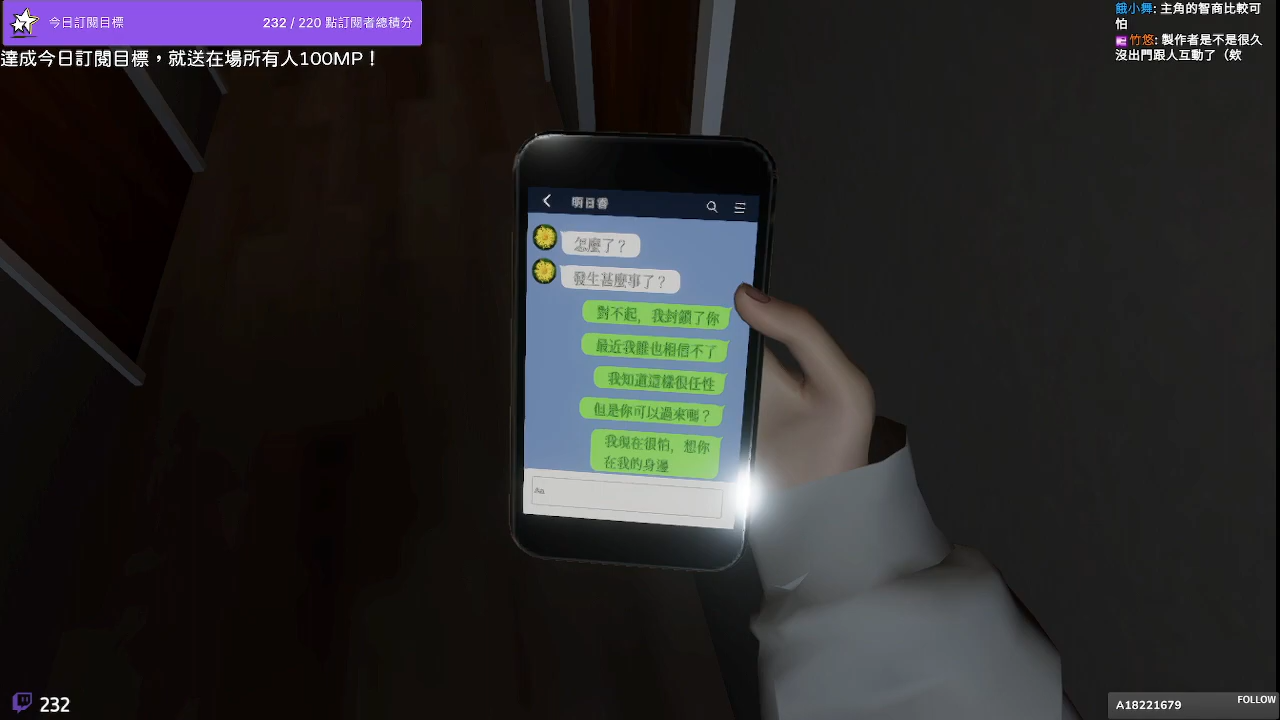 今日訂閱目標
232 / 220 點訂閱者總積分
達成今日訂閱目標，就送在場所有人100MP！
餓小舞: 主角的智商比較可
怕
竹悠: 製作者是不是很久
沒出門跟人互動了（欸
明日香
怎麼了？
發生甚麼事了？
對不起，我封鎖了你
最近我誰也相信不了
我知道這樣很任性
但是你可以過來嗎？
我現在很怕，想你
在我的身邊
Aa
232
A18221679
FOLLOW